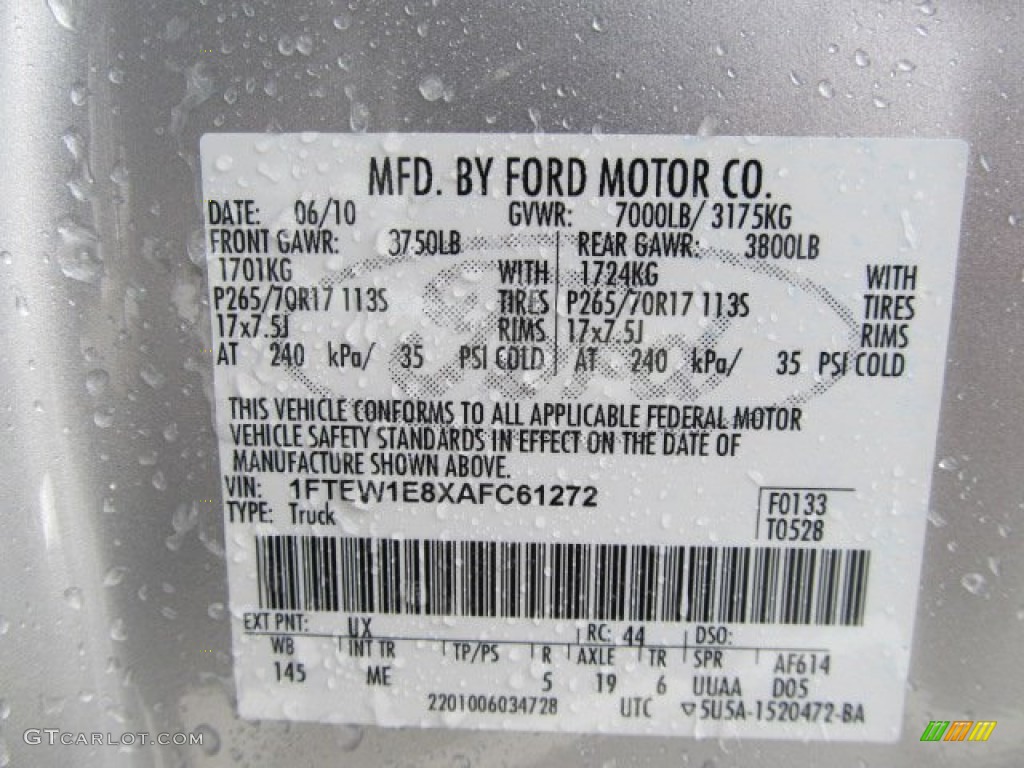 MFD. BY FORD MOTOR CO.
DATE: 06/10 GVWR: 7000LB/ 3175KG
FRONT GAWR: 3750LB REAR GAWR: 3800LB
1701KG WITH 1724KG WITH
P265/70R17 113S TIRES P265/70R17 113S TIRES
17x7.5J RIMS 17x7.5J RIMS
AT 240 kPa/ 35 PSI COLD AT 240 kPa/ 35 PSI COLD
Ford
THIS VEHICLE CONFORMS TO ALL APPLICABLE FEDERAL MOTOR
VEHICLE SAFETY STANDARDS IN EFFECT ON THE DATE OF
MANUFACTURE SHOWN ABOVE.
VIN: 1FTEW1E8XAFC61272
TYPE: Truck
F0133
T0528
EXT PNT: UX RC: 44 DSO:
WB INT TR TP/PS R AXLE TR SPR AF614
145 ME 5 19 6 UUAA D05
2201006034728 UTC ▽5U5A-1520472-BA
GTCarLot.com